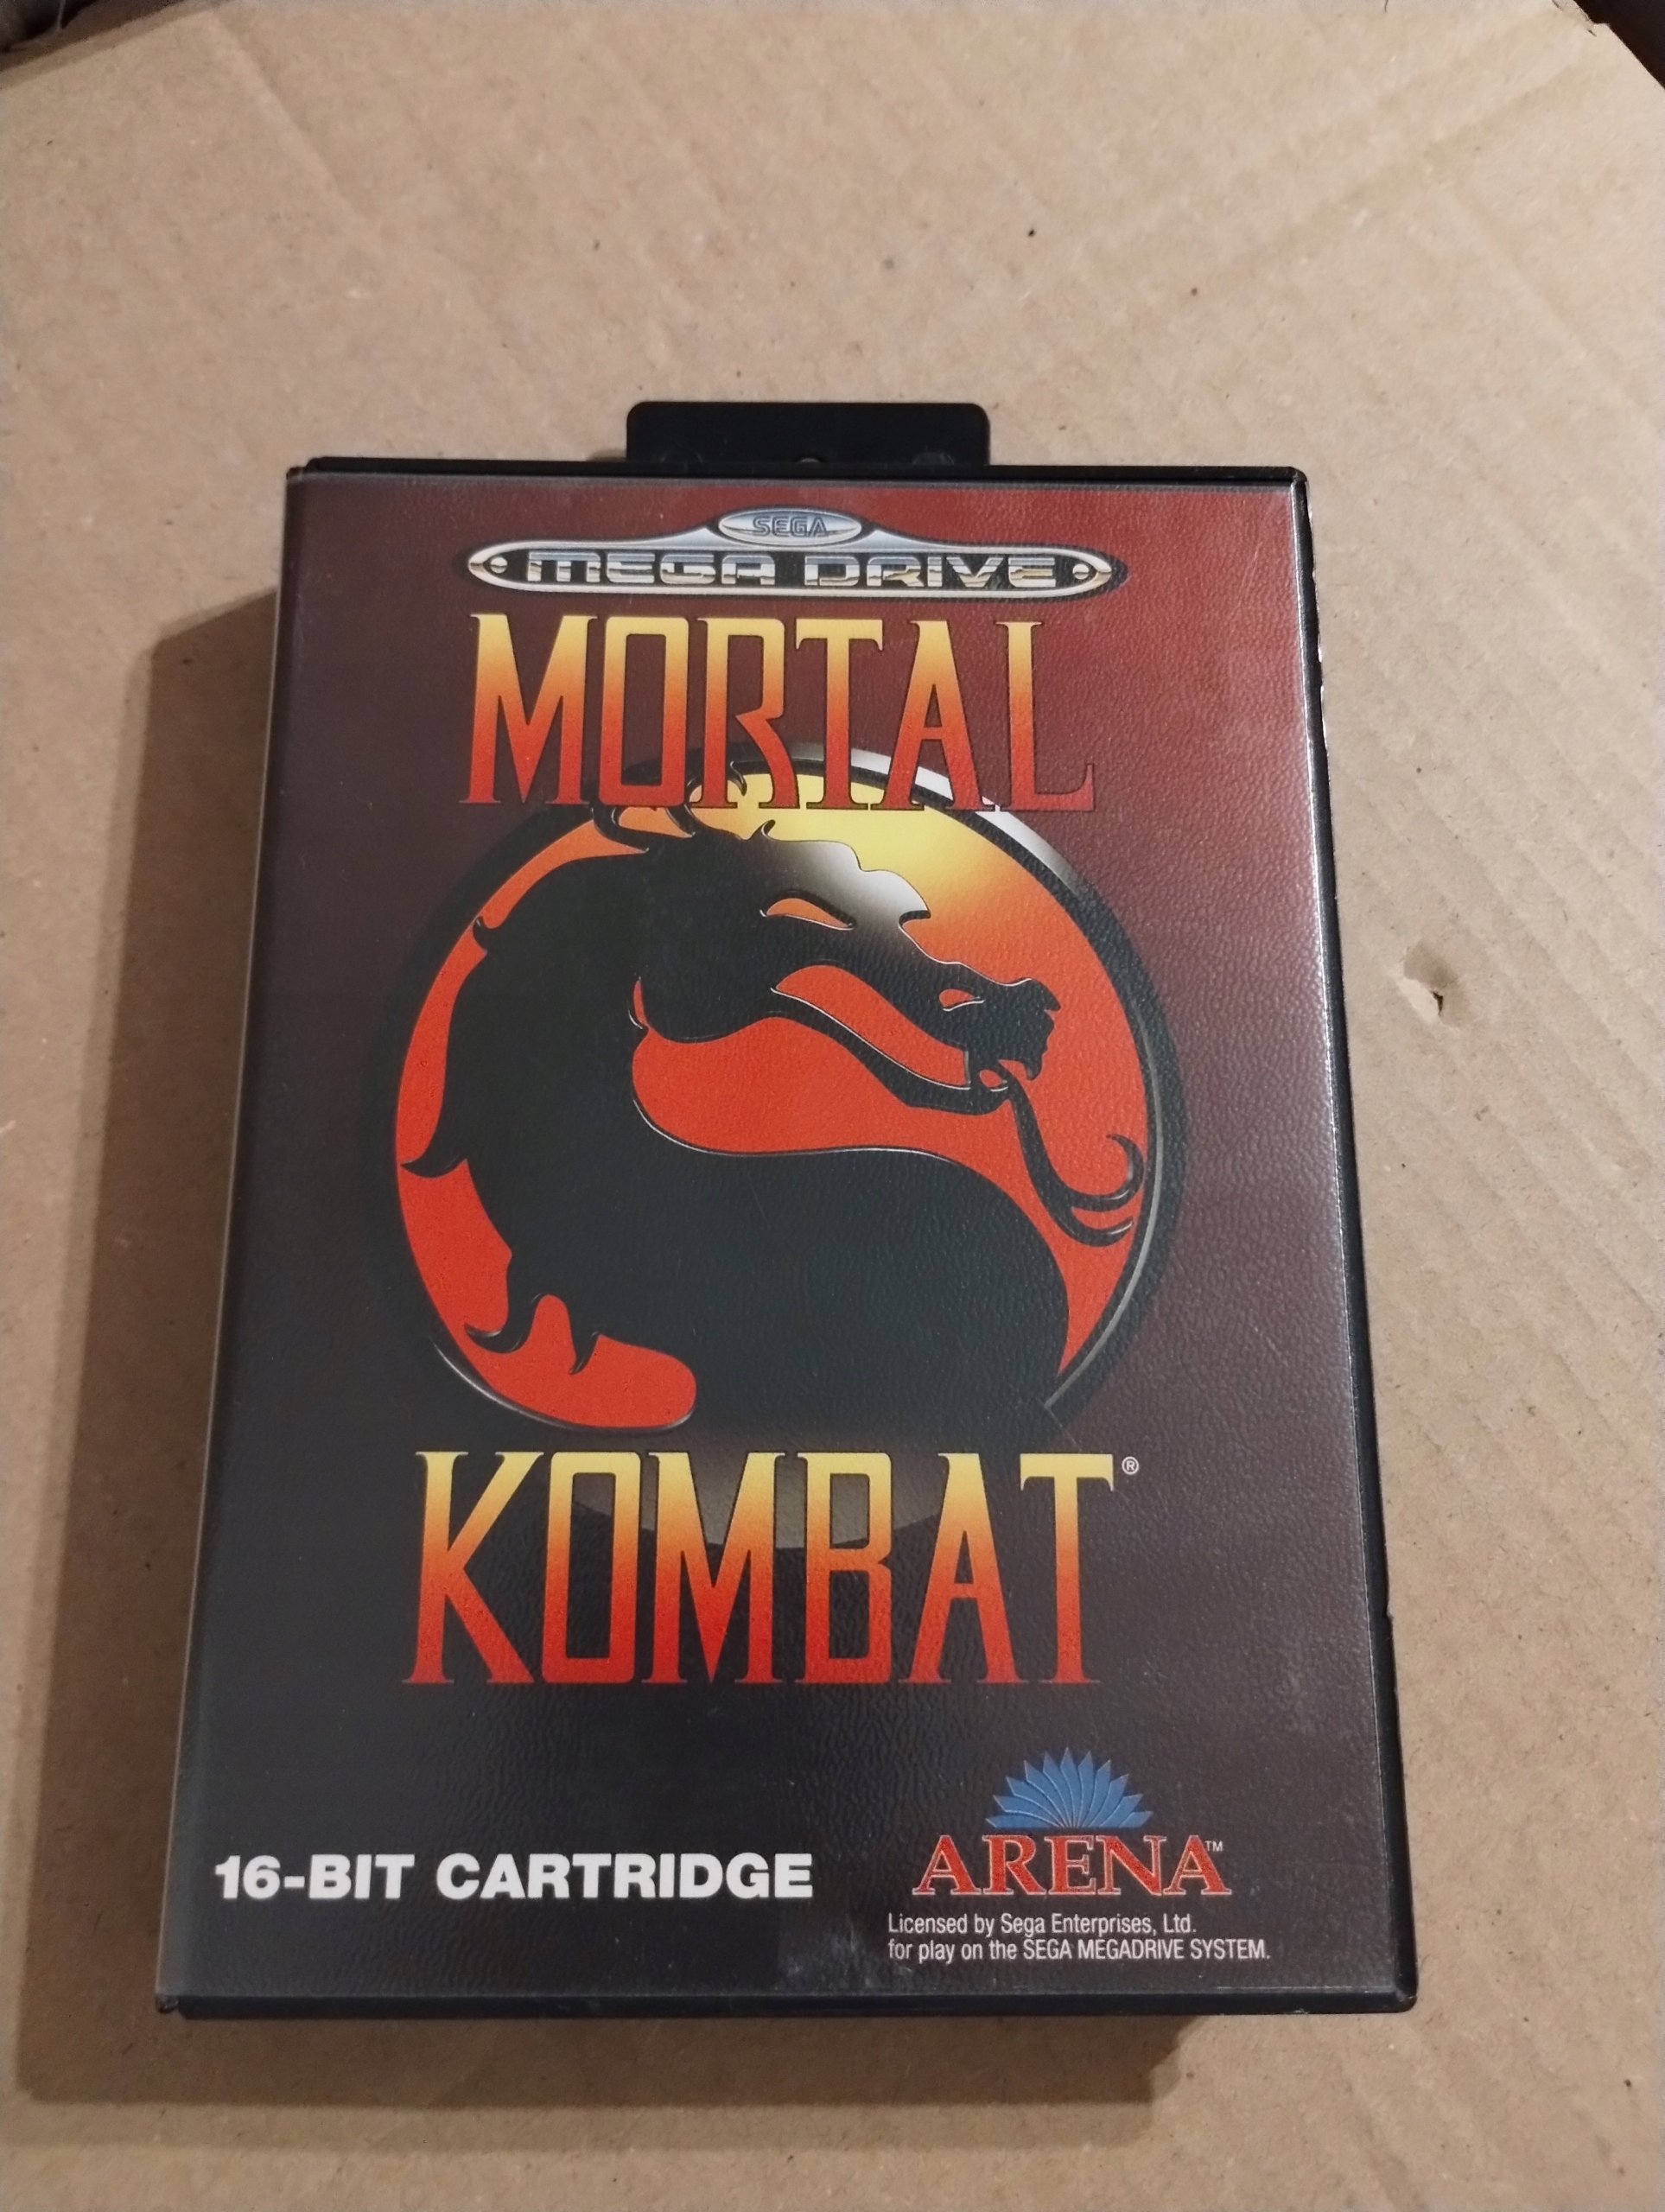 SEGA
MEGA DRIVE
MORTAL
KOMBAT®
ARENA™
16-BIT CARTRIDGE
Licensed by Sega Enterprises, Ltd.
for play on the SEGA MEGADRIVE SYSTEM.